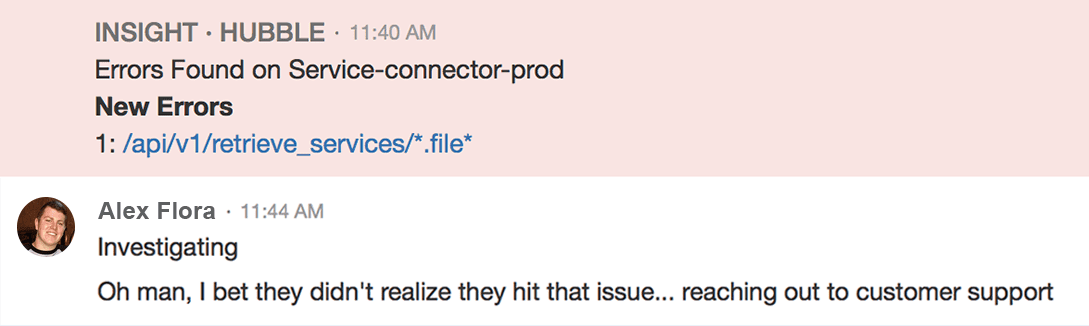 INSIGHT · HUBBLE · 11:40 AM
Errors Found on Service-connector-prod
New Errors
1: /api/v1/retrieve_services/*.file*
Alex Flora · 11:44 AM
Investigating
Oh man, I bet they didn't realize they hit that issue... reaching out to customer support